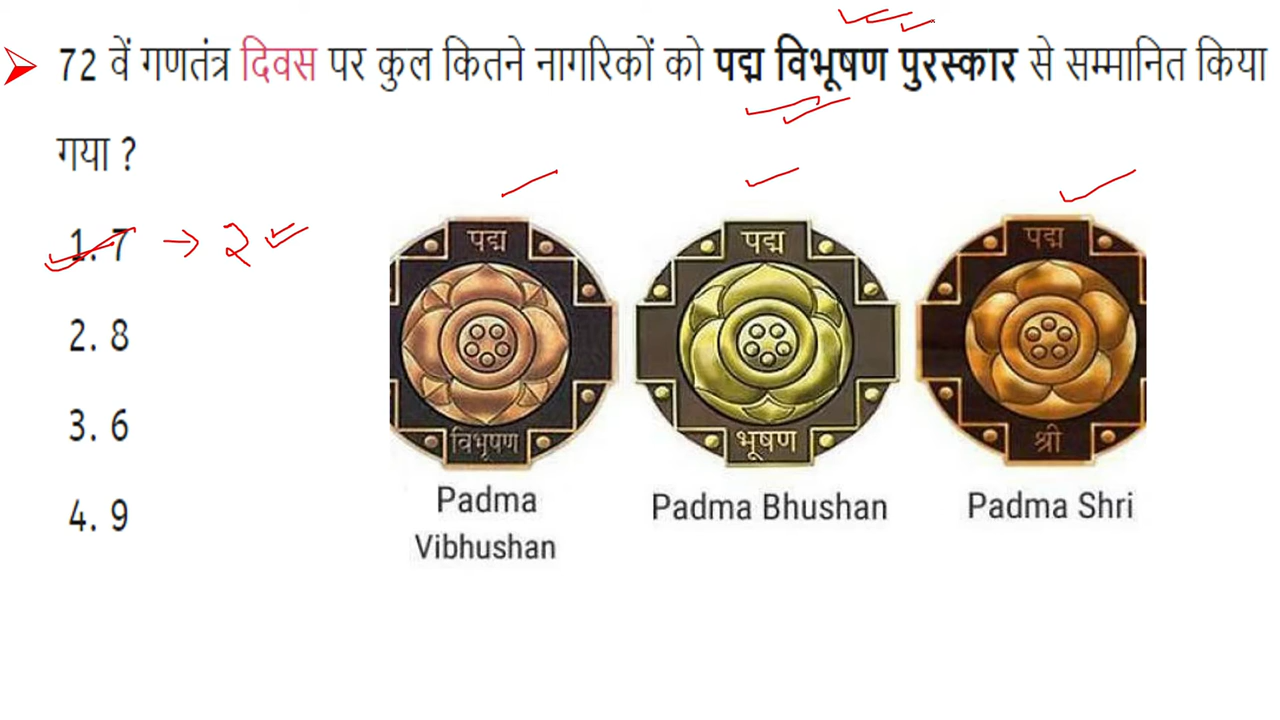 72 वें गणतंत्र दिवस पर कुल कितने नागरिकों को पद्म विभूषण पुरस्कार से सम्मानित किया
गया ?
1. 7 → २
2. 8
3. 6
4. 9
पद्म
विभूषण
पद्म
भूषण
पद्म
श्री
Padma
Vibhushan
Padma Bhushan
Padma Shri